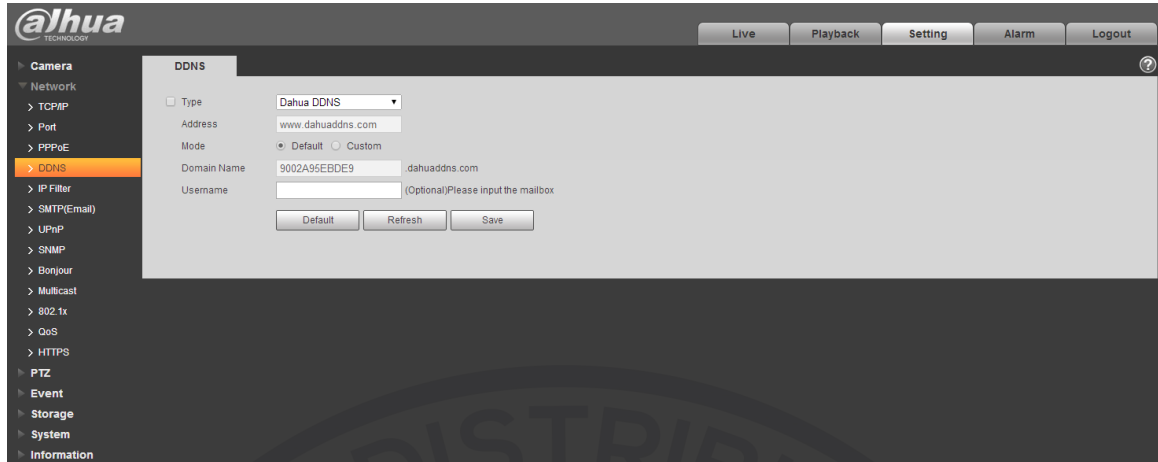 alhua
TECHNOLOGY
Live
Playback
Setting
Alarm
Logout
Camera
Network
> TCP/IP
> Port
> PPPoE
> DDNS
> IP Filter
> SMTP(Email)
> UPnP
> SNMP
> Bonjour
> Multicast
> 802.1x
> QoS
> HTTPS
PTZ
Event
Storage
System
Information
DDNS
?
Type Dahua DDNS
Address www.dahuaddns.com
Mode Default Custom
Domain Name 9002A95EBDE9 .dahuaddns.com
Username (Optional)Please input the mailbox
Default Refresh Save
DISTRIB